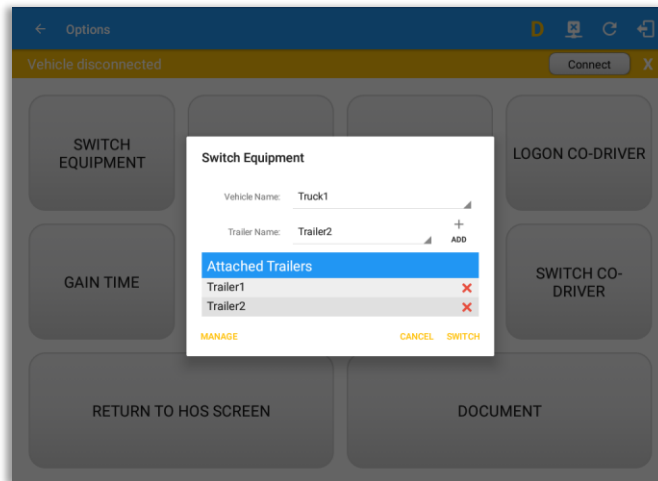 Options
D
Vehicle disconnected
Connect
X
SWITCH
EQUIPMENT
LOGON CO-DRIVER
Switch Equipment
Vehicle Name:
Truck1
Trailer Name:
Trailer2
+
ADD
Attached Trailers
Trailer1
Trailer2
MANAGE
CANCEL
SWITCH
GAIN TIME
SWITCH CO-
DRIVER
RETURN TO HOS SCREEN
DOCUMENT